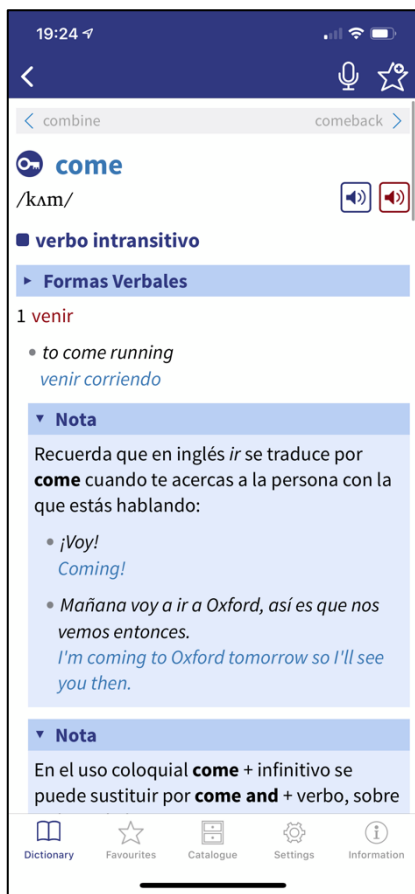 19:24
combine comeback
come
/kʌm/
verbo intransitivo
Formas Verbales
1 venir
• to come running
venir corriendo
Nota
Recuerda que en inglés ir se traduce por
come cuando te acercas a la persona con la
que estás hablando:
• ¡Voy!
Coming!
• Mañana voy a ir a Oxford, así es que nos
vemos entonces.
I'm coming to Oxford tomorrow so I'll see
you then.
Nota
En el uso coloquial come + infinitivo se
puede sustituir por come and + verbo, sobre
Dictionary Favourites Catalogue Settings Information